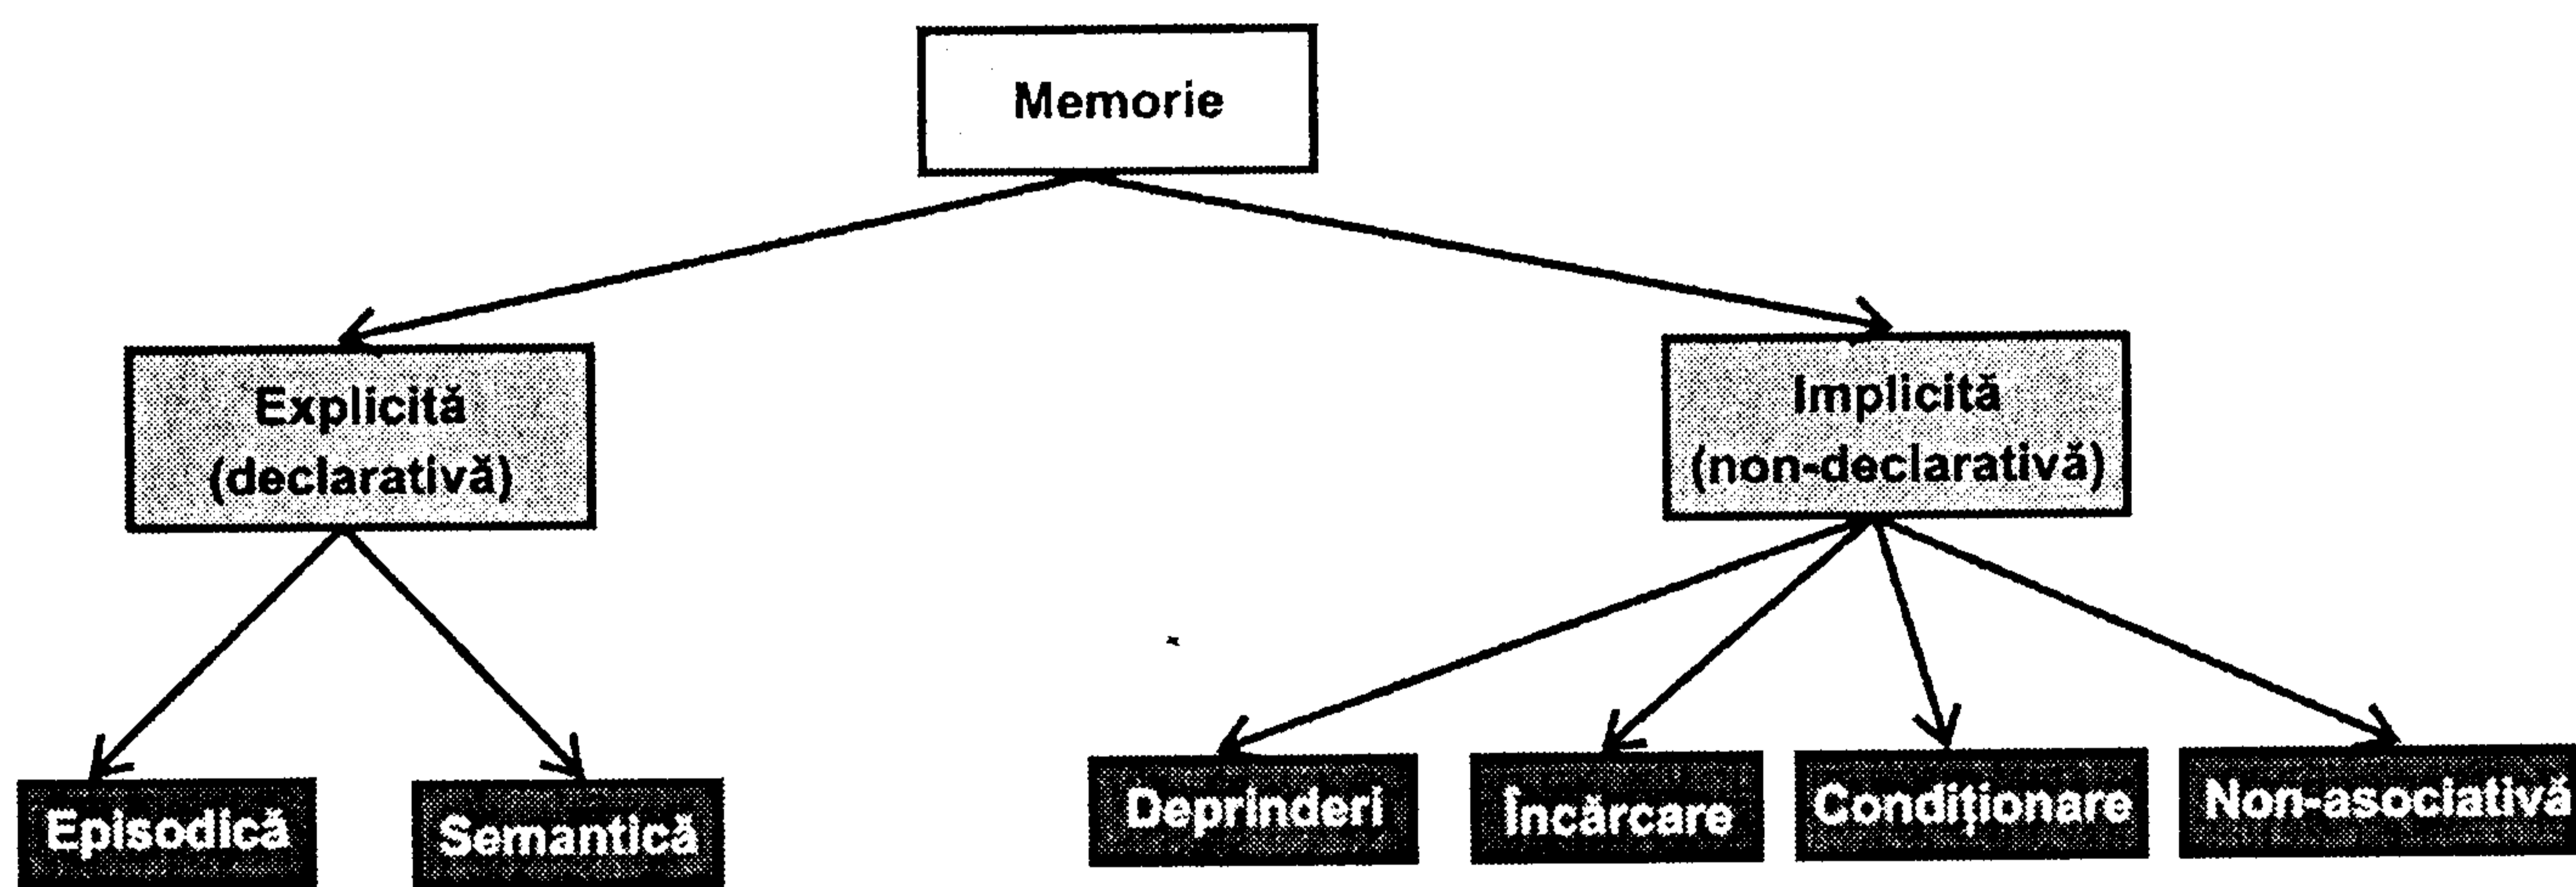 Memorie
Explicită
(declarativă)
Implicită
(non-declarativă)
Episodică
Semantică
Deprinderi
Încărcare
Condiționare
Non-asociativă